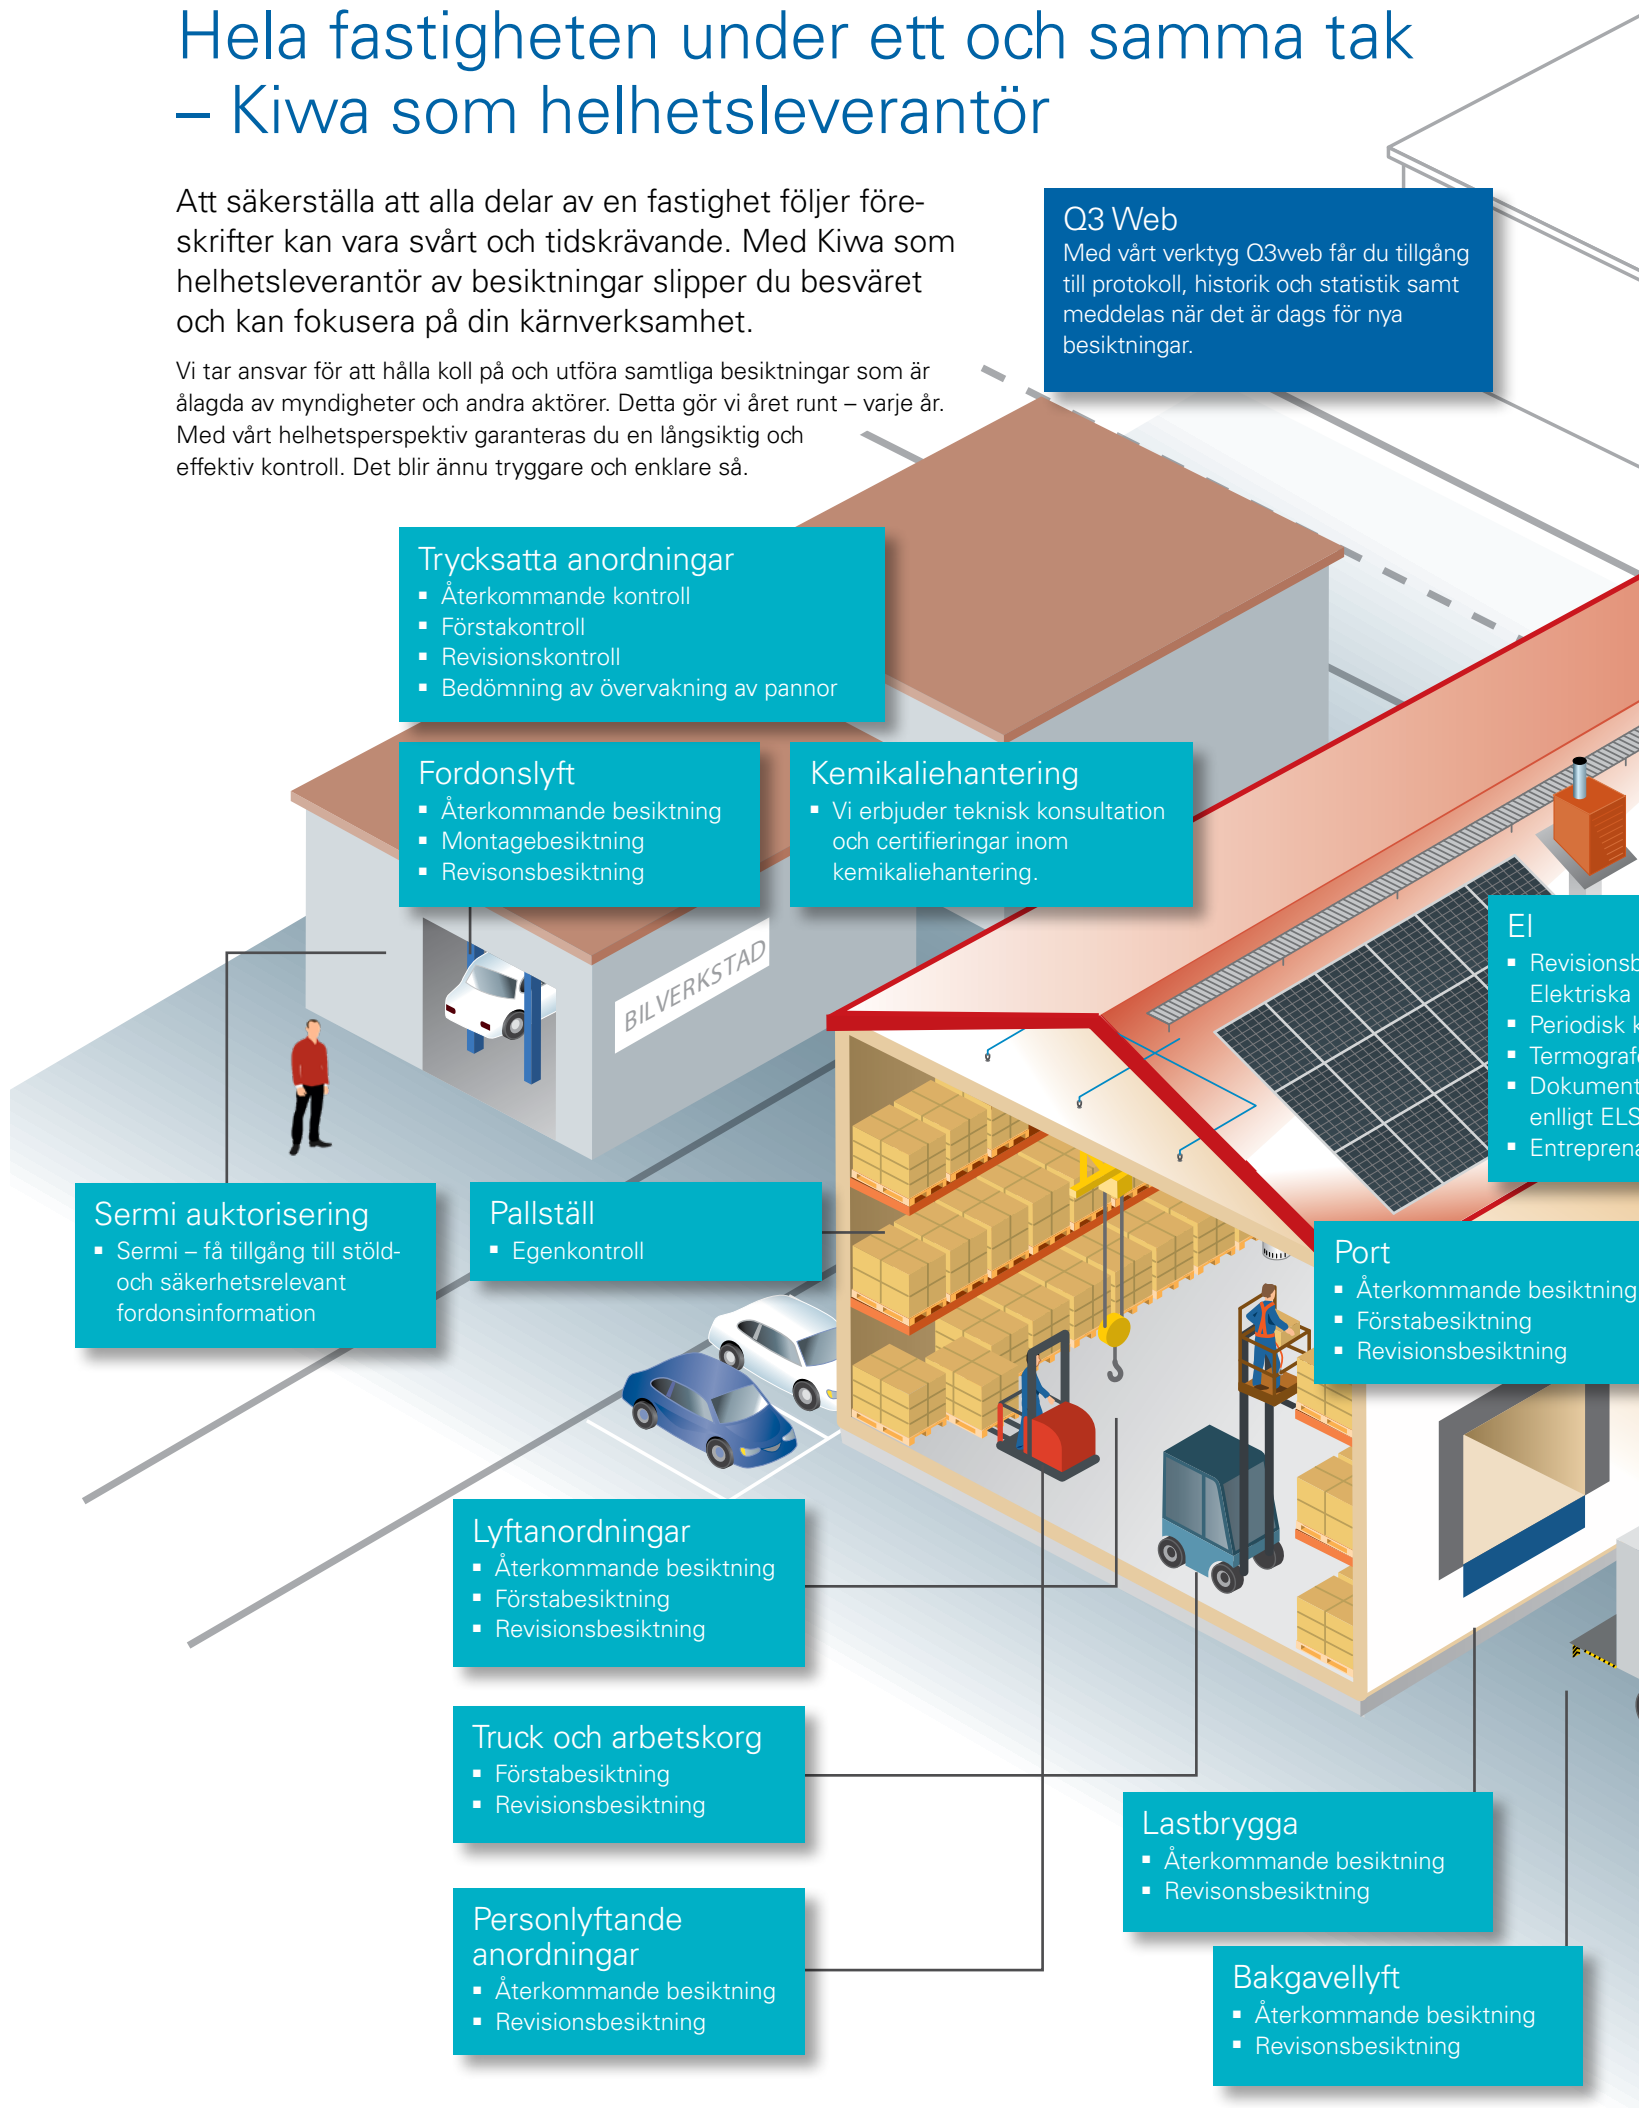 Hela fastigheten under ett och samma tak
– Kiwa som helhetsleverantör
Att säkerställa att alla delar av en fastighet följer före-
skrifter kan vara svårt och tidskrävande. Med Kiwa som
helhetsleverantör av besiktningar slipper du besväret
och kan fokusera på din kärnverksamhet.
Vi tar ansvar för att hålla koll på och utföra samtliga besiktningar som är
ålagda av myndigheter och andra aktörer. Detta gör vi året runt – varje år.
Med vårt helhetsperspektiv garanteras du en långsiktig och
effektiv kontroll. Det blir ännu tryggare och enklare så.
Q3 Web
Med vårt verktyg Q3web får du tillgång
till protokoll, historik och statistik samt
meddelas när det är dags för nya
besiktningar.
Trycksatta anordningar
▪ Återkommande kontroll
▪ Förstakontroll
▪ Revisionskontroll
▪ Bedömning av övervakning av pannor
Fordonslyft
▪ Återkommande besiktning
▪ Montagebesiktning
▪ Revisonsbesiktning
Kemikaliehantering
▪ Vi erbjuder teknisk konsultation
och certifieringar inom
kemikaliehantering.
BILVERKSTAD
El
▪ Revisionsb
Elektriska
▪ Periodisk k
▪ Termografe
▪ Dokument
enlligt ELS
▪ Entreprena
Sermi auktorisering
▪ Sermi – få tillgång till stöld-
och säkerhetsrelevant
fordonsinformation
Pallställ
▪ Egenkontroll
Port
▪ Återkommande besiktning
▪ Förstabesiktning
▪ Revisionsbesiktning
Lyftanordningar
▪ Återkommande besiktning
▪ Förstabesiktning
▪ Revisionsbesiktning
Truck och arbetskorg
▪ Förstabesiktning
▪ Revisionsbesiktning
Lastbrygga
▪ Återkommande besiktning
▪ Revisonsbesiktning
Personlyftande
anordningar
▪ Återkommande besiktning
▪ Revisionsbesiktning
Bakgavellyft
▪ Återkommande besiktning
▪ Revisonsbesiktning